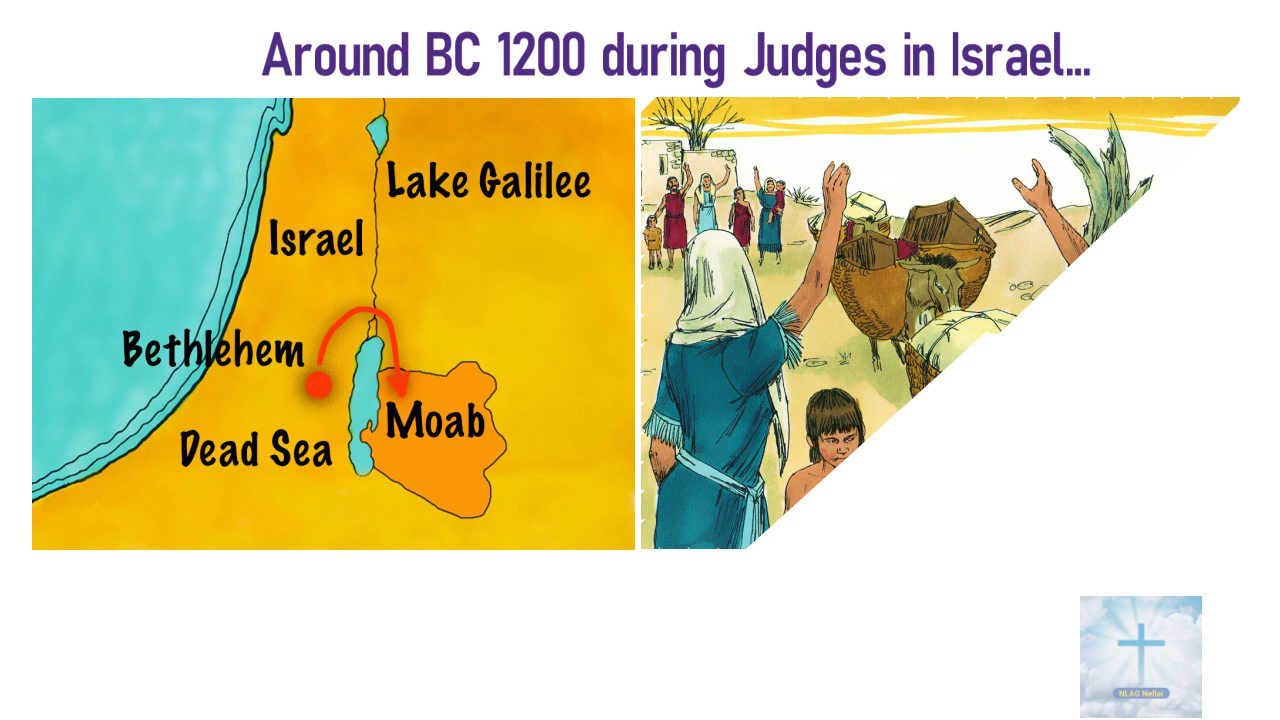 Around BC 1200 during Judges in Israel...
Lake Galilee
Israel
Bethlehem
Moab
Dead Sea
NLAG Nellai